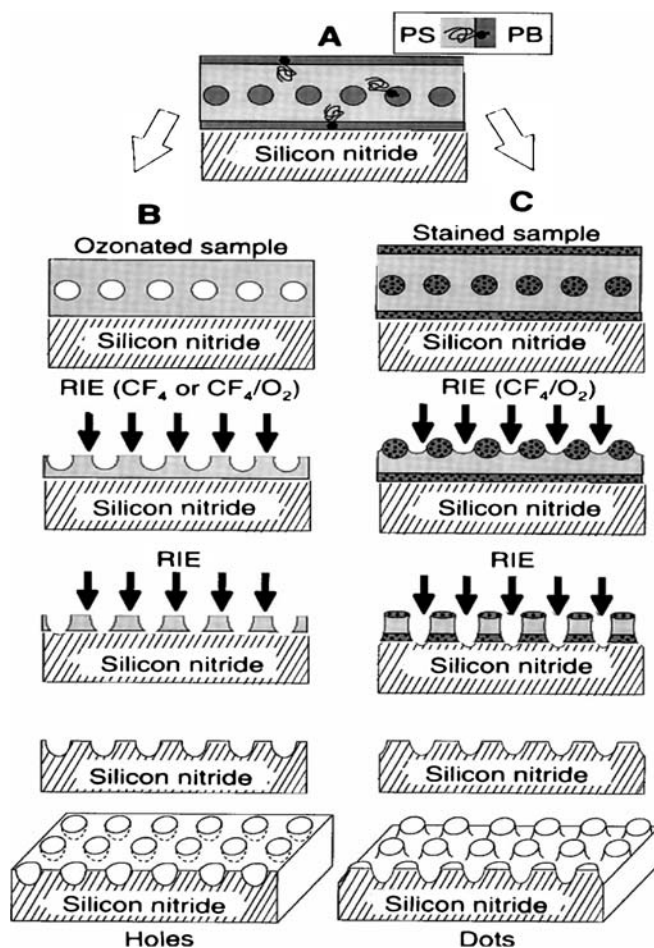 A
PS PB
Silicon nitride
B
Ozonated sample
Silicon nitride
RIE (CF₄ or CF₄/O₂)
Silicon nitride
RIE
Silicon nitride
Silicon nitride
Silicon nitride
Holes
C
Stained sample
Silicon nitride
RIE (CF₄/O₂)
Silicon nitride
RIE
Silicon nitride
Silicon nitride
Silicon nitride
Dots